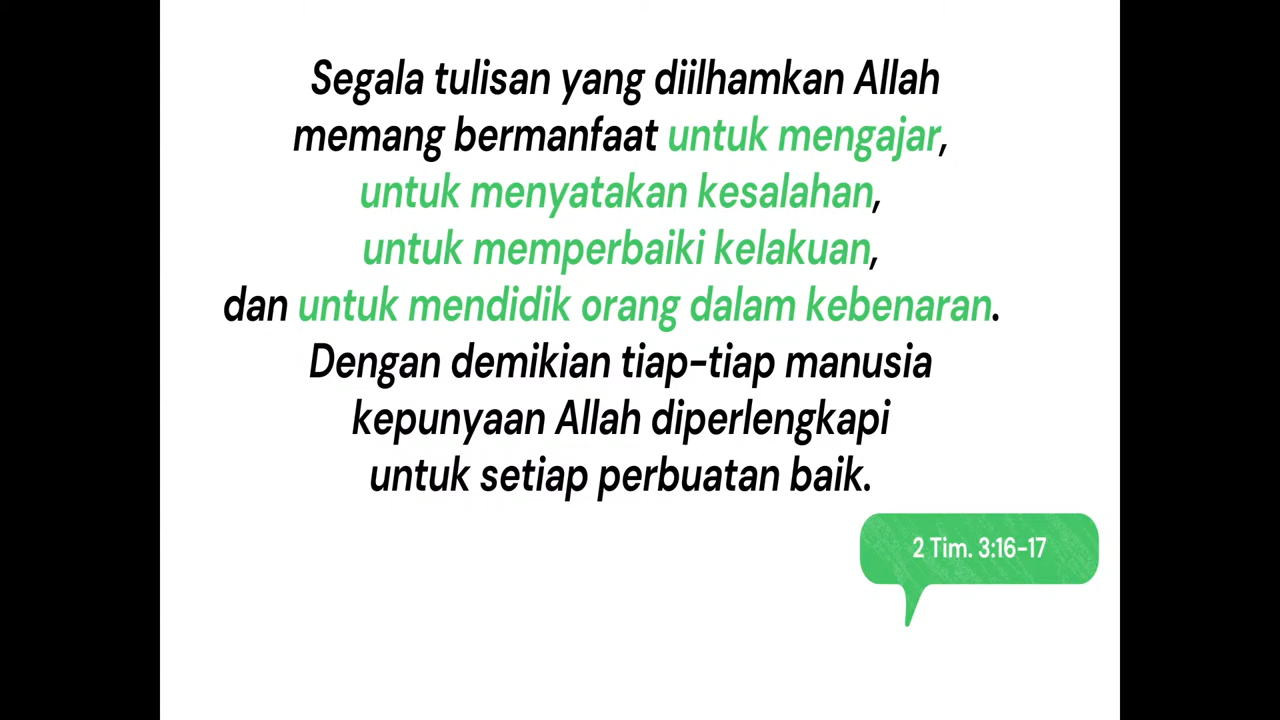 Segala tulisan yang diilhamkan Allah
memang bermanfaat untuk mengajar,
untuk menyatakan kesalahan,
untuk memperbaiki kelakuan,
dan untuk mendidik orang dalam kebenaran.
Dengan demikian tiap-tiap manusia
kepunyaan Allah diperlengkapi
untuk setiap perbuatan baik.
2 Tim. 3:16-17